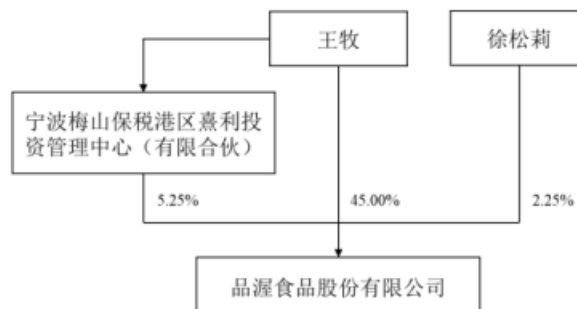 王牧
徐松莉
宁波梅山保税港区熹利投
资管理中心（有限合伙）
5.25%
45.00%
2.25%
品渥食品股份有限公司